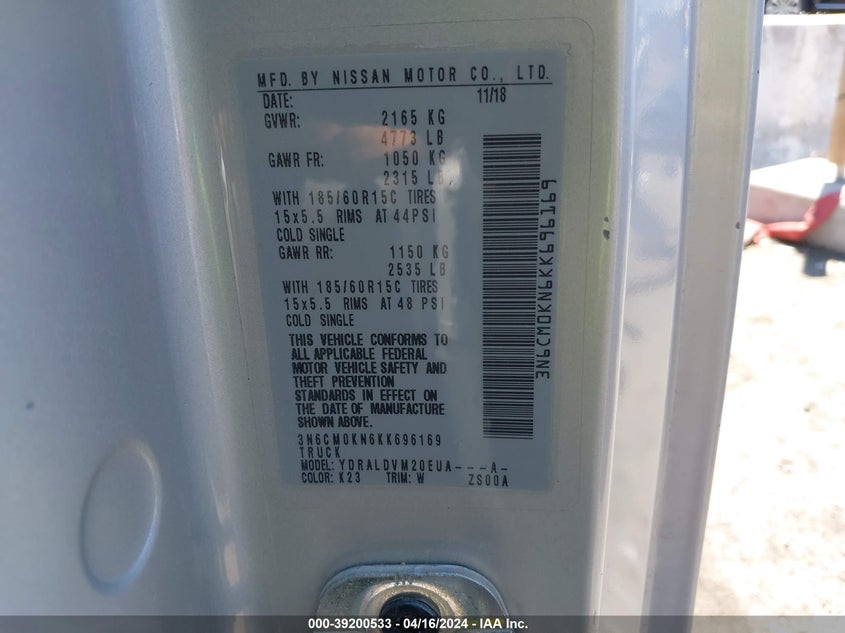 MFD. BY NISSAN MOTOR CO., LTD.
DATE: 11/18
GVWR: 2165 KG
4773 LB
GAWR FR: 1050 KG
2315 LB,
WITH 185/60R15C TIRES
15x5.5 RIMS AT 44PSI
COLD SINGLE
GAWR RR: 1150 KG
2535 LB
WITH 185/60R15C TIRES
15x5.5 RIMS AT 48 PSI
COLD SINGLE
THIS VEHICLE CONFORMS TO
ALL APPLICABLE FEDERAL
MOTOR VEHICLE SAFETY AND
THEFT PREVENTION
STANDARDS IN EFFECT ON
THE DATE OF MANUFACTURE
SHOWN ABOVE.
3N6CM0KN6KK696169
TRUCK
MODEL: YDRALDVM20EUA---A-
COLOR: K23 TRIM: W ZS00A
3N6CM0KN6KK696169
000-39200533 - 04/16/2024 - IAA Inc.